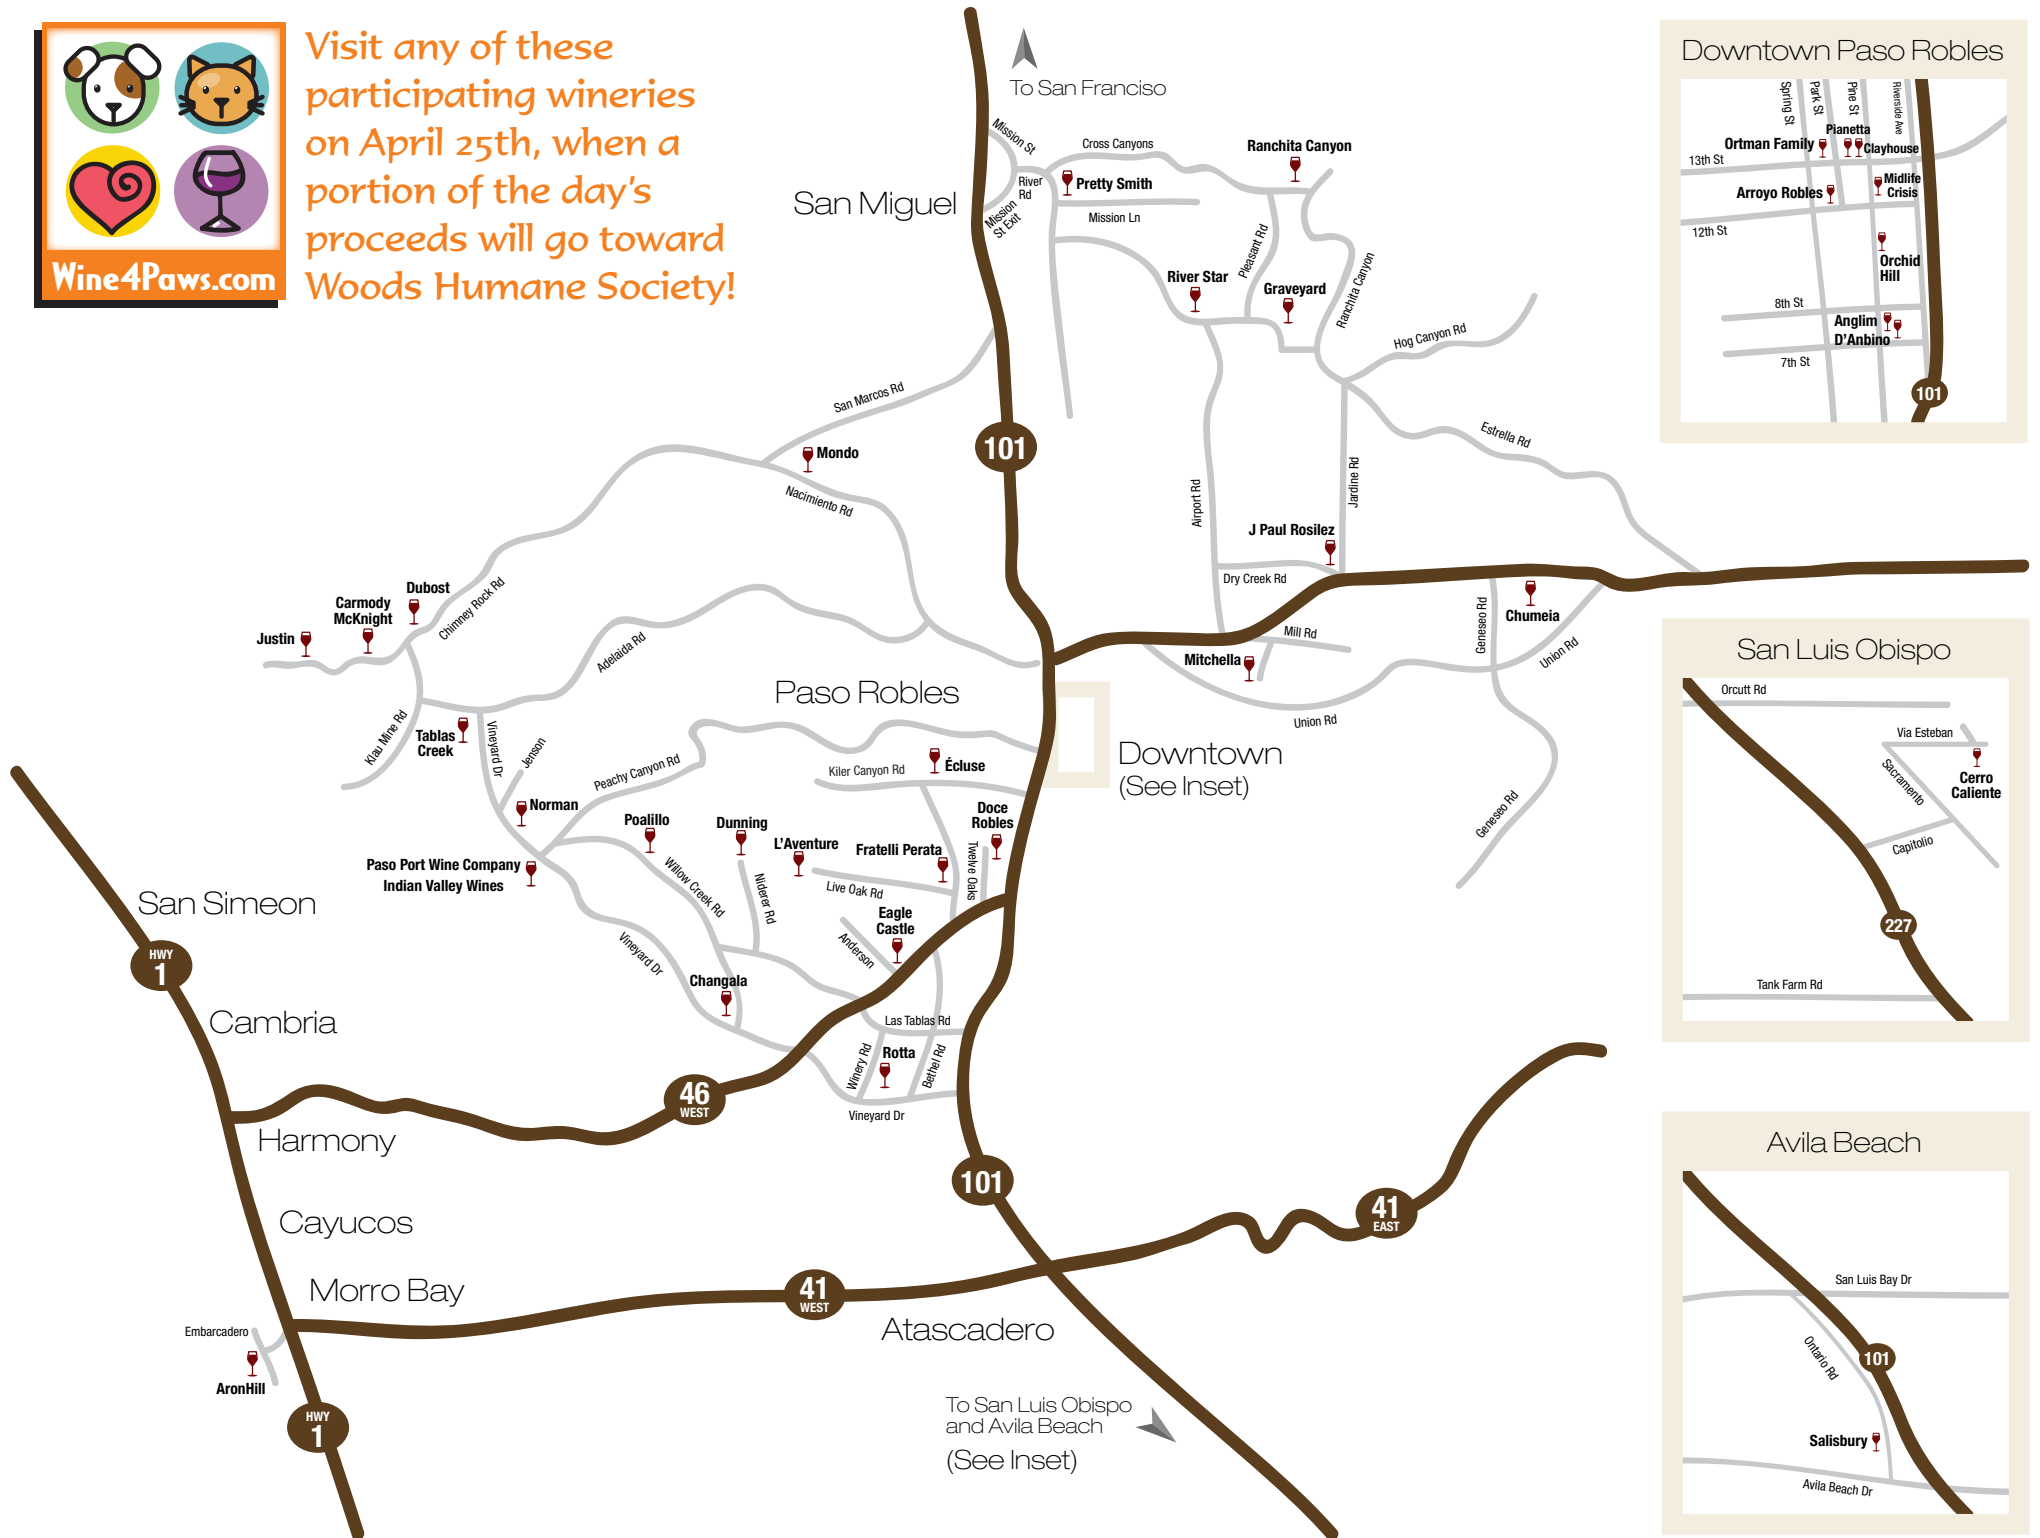 Wine4Paws.com
Visit any of these
participating wineries
on April 25th, when a
portion of the day's
proceeds will go toward
Woods Humane Society!
To San Franciso
San Miguel
Mission St
River
Rd
Mission
St Exit
Cross Canyons
Pretty Smith
Mission Ln
Ranchita Canyon
Pleasant Rd
River Star
Graveyard
Ranchita Canyon
Hog Canyon Rd
San Marcos Rd
Mondo
Nacimiento Rd
101
Airport Rd
Jardine Rd
Estrella Rd
J Paul Rosilez
Dry Creek Rd
Geneseo Rd
Chumeia
Mill Rd
Mitchella
Union Rd
Union Rd
Geneseo Rd
Justin
Carmody
McKnight
Dubost
Chimney Rock Rd
Adelaida Rd
Klau Mine Rd
Tablas
Creek
Vineyard Dr
Jenson
Norman
Peachy Canyon Rd
Paso Robles
Downtown
(See Inset)
Kiler Canyon Rd
Écluse
Doce
Robles
Twelve Oaks
Poalillo
Dunning
L'Aventure
Fratelli Perata
Live Oak Rd
Paso Port Wine Company
Indian Valley Wines
Willow Creek Rd
Niderer Rd
Eagle
Castle
Anderson
Vineyard Dr
Changala
Las Tablas Rd
Winery Rd
Rotta
Bethel Rd
Vineyard Dr
San Simeon
HWY
1
Cambria
46
WEST
Harmony
101
Cayucos
41
EAST
Morro Bay
41
WEST
Atascadero
Embarcadero
AronHill
HWY
1
To San Luis Obispo
and Avila Beach
(See Inset)
Downtown Paso Robles
Spring St
Park St
Pine St
Riverside Ave
Pianetta
Ortman Family
Clayhouse
13th St
Midlife
Crisis
Arroyo Robles
12th St
Orchid
Hill
8th St
Anglim
D'Anbino
7th St
101
San Luis Obispo
Orcutt Rd
Via Esteban
Sacramento
Cerro
Caliente
Capitolio
227
Tank Farm Rd
Avila Beach
San Luis Bay Dr
Ontario Rd
101
Salisbury
Avila Beach Dr